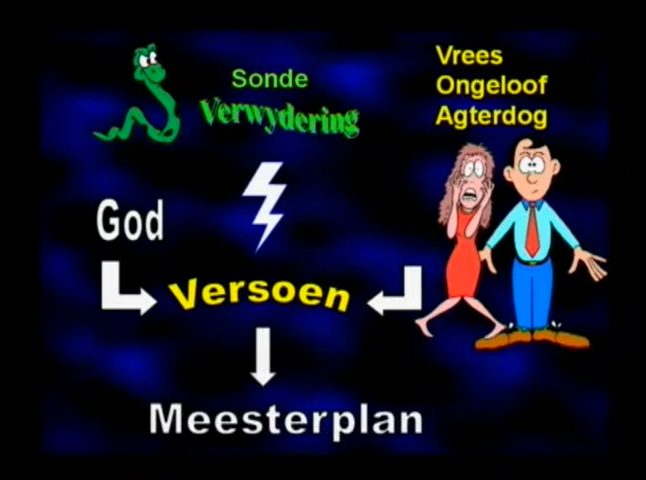 Sonde
Verwydering
Vrees
Ongeloof
Agterdog
God
Versoen
Meesterplan